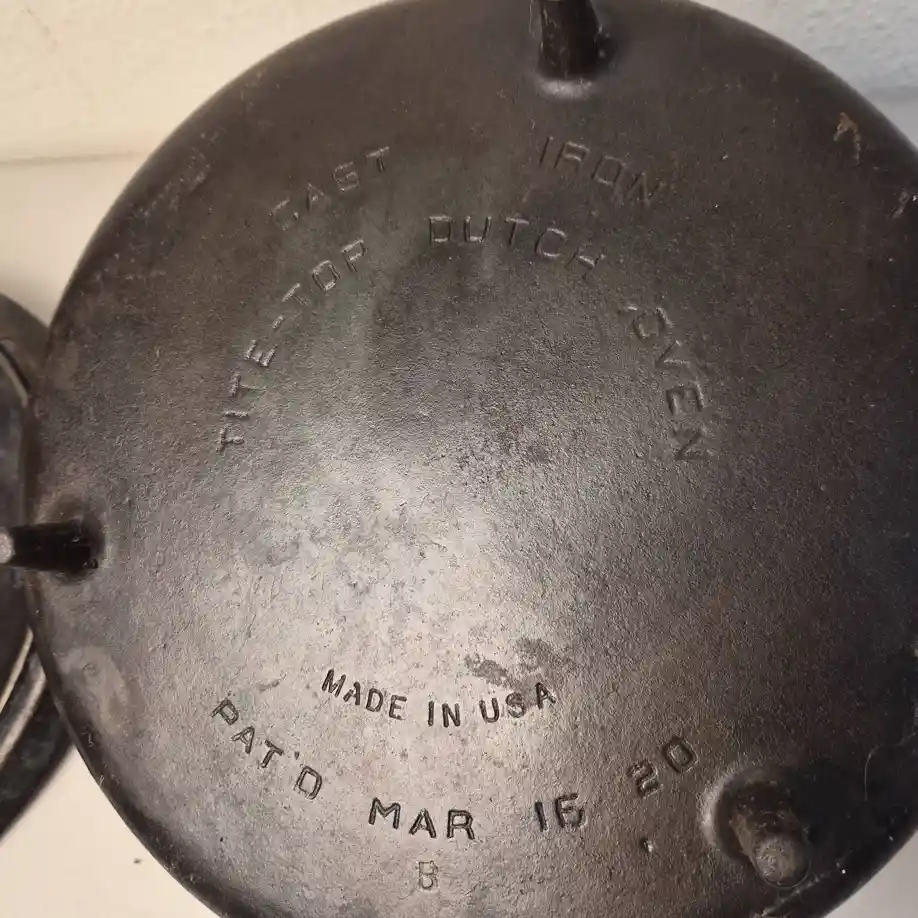 CAST IRON
TITE-TOP DUTCH OVEN
MADE IN USA
PAT'D MAR 16 20
B